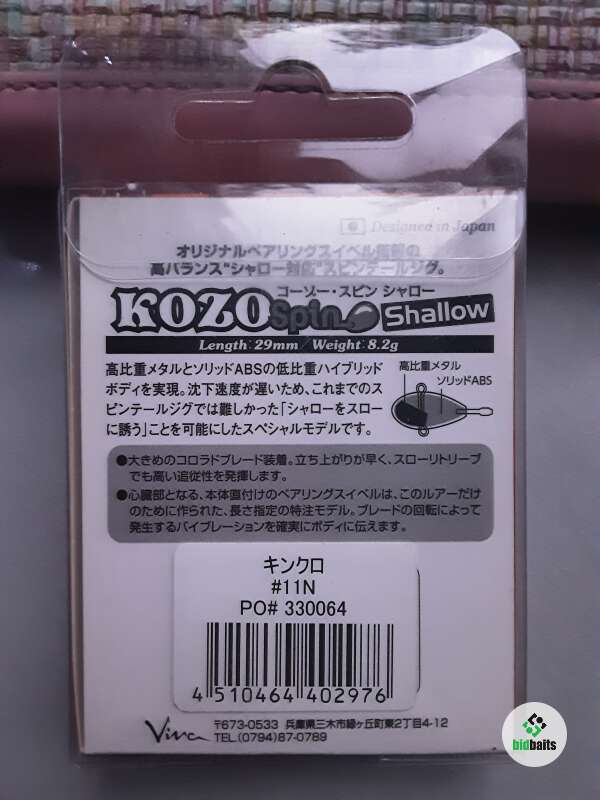 Designed in Japan
オリジナルベアリングスイベル搭載の
高バランス"シャロー対応"スピンテールジグ。
コーソー・スピン シャロー
KOZO Spin Shallow
Length:29mm/Weight:8.2g
高比重メタルとソリッドABSの低比重ハイブリッド
ボディを実現。沈下速度が遅いため、これまでのス
ピンテールジグでは難しかった「シャローをスロー
に誘う」ことを可能にしたスペシャルモデルです。
高比重メタル
ソリッドABS
●大きめのコロラドブレード装着。立ち上がりが早く、スローリトリーブ
でも高い追従性を発揮します。
●心臓部となる、本体直付けのベアリングスイベルは、このルアーだけ
のために作られた、長さ指定の特注モデル。ブレードの回転によって
発生するバイブレーションを確実にボディに伝えます。
キンクロ
#11N
PO# 330064
4 510464 402976
Viva
〒673-0533 兵庫県三木市緑ヶ丘町東2丁目4-12
TEL(0794)87-0789
bidbaits